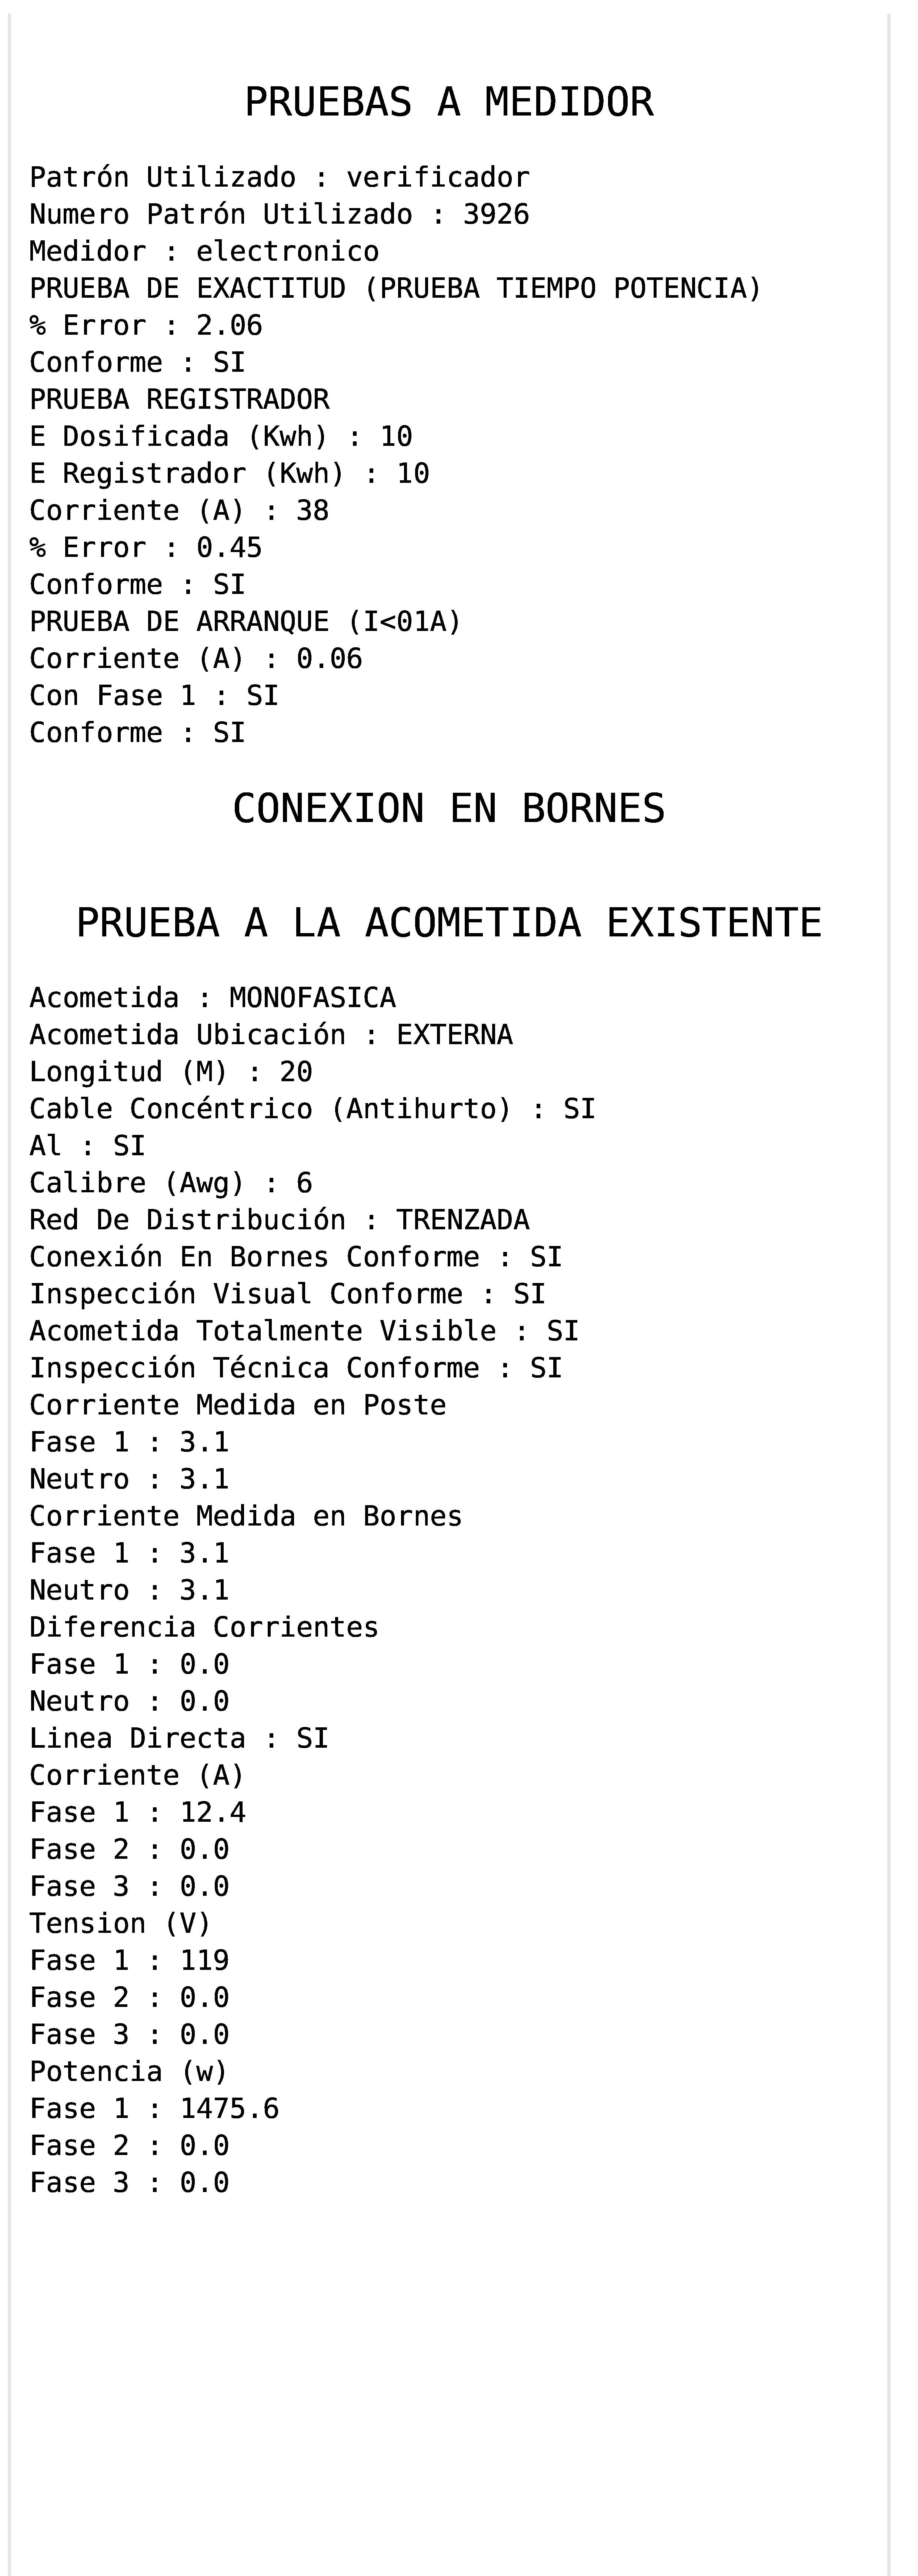 PRUEBAS A MEDIDOR
Patrón Utilizado : verificador
Numero Patrón Utilizado : 3926
Medidor : electronico
PRUEBA DE EXACTITUD (PRUEBA TIEMPO POTENCIA)
% Error : 2.06
Conforme : SI
PRUEBA REGISTRADOR
E Dosificada (Kwh) : 10
E Registrador (Kwh) : 10
Corriente (A) : 38
% Error : 0.45
Conforme : SI
PRUEBA DE ARRANQUE (I<01A)
Corriente (A) : 0.06
Con Fase 1 : SI
Conforme : SI
CONEXION EN BORNES
PRUEBA A LA ACOMETIDA EXISTENTE
Acometida : MONOFASICA
Acometida Ubicación : EXTERNA
Longitud (M) : 20
Cable Concéntrico (Antihurto) : SI
Al : SI
Calibre (Awg) : 6
Red De Distribución : TRENZADA
Conexión En Bornes Conforme : SI
Inspección Visual Conforme : SI
Acometida Totalmente Visible : SI
Inspección Técnica Conforme : SI
Corriente Medida en Poste
Fase 1 : 3.1
Neutro : 3.1
Corriente Medida en Bornes
Fase 1 : 3.1
Neutro : 3.1
Diferencia Corrientes
Fase 1 : 0.0
Neutro : 0.0
Linea Directa : SI
Corriente (A)
Fase 1 : 12.4
Fase 2 : 0.0
Fase 3 : 0.0
Tension (V)
Fase 1 : 119
Fase 2 : 0.0
Fase 3 : 0.0
Potencia (w)
Fase 1 : 1475.6
Fase 2 : 0.0
Fase 3 : 0.0